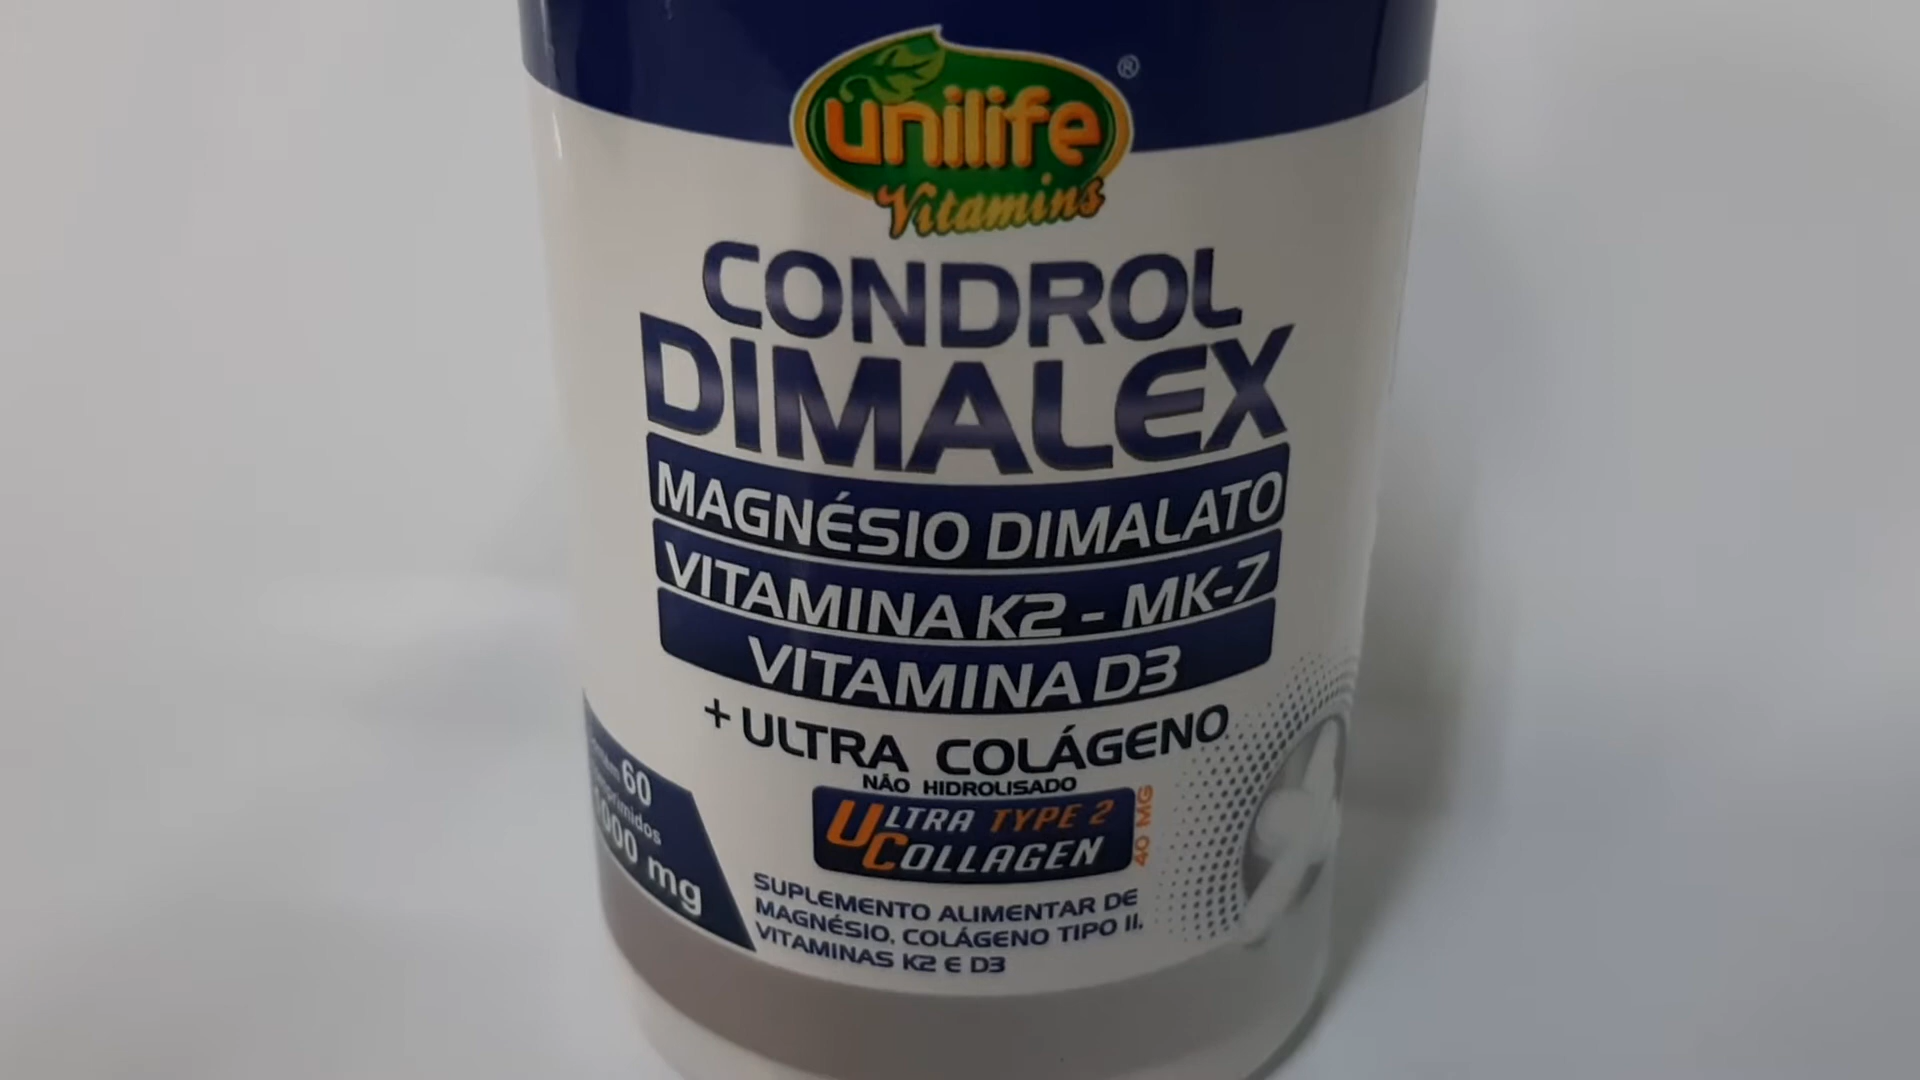 unilife
®
Vitamins
CONDROL
DIMALEX
MAGNÉSIO DIMALATO
VITAMINA K2 - MK-7
VITAMINA D3
+ ULTRA COLÁGENO
NÃO HIDROLISADO
ULTRA TYPE 2
COLLAGEN
40 MG
60
1000 mg
SUPLEMENTO ALIMENTAR DE
MAGNÉSIO, COLÁGENO TIPO II,
VITAMINAS K2 E D3